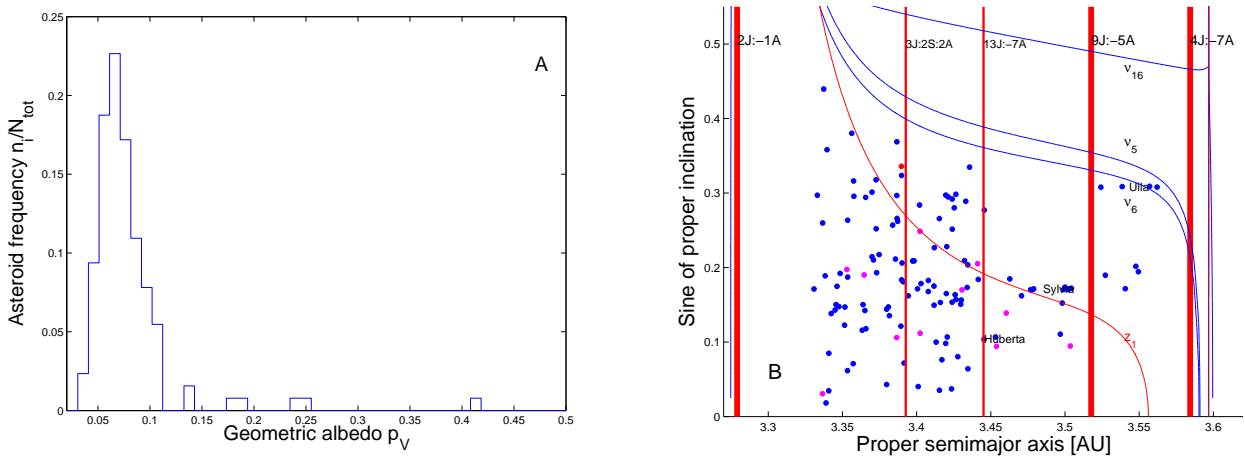 A
Asteroid frequency n_i/N_tot
0.25
0.2
0.15
0.1
0.05
0
0.05 0.1 0.15 0.2 0.25 0.3 0.35 0.4 0.45 0.5
Geometric albedo p_V
B
Sine of proper inclination
0.5
0.4
0.3
0.2
0.1
0
2J:−1A
3J:2S:2A
13J:−7A
9J:−5A
4J:−7A
ν_16
ν_5
Ulla
ν_6
Sylvia
Huberta
z_1
3.3 3.4 3.5 3.6
3.35 3.45 3.55
Proper semimajor axis [AU]